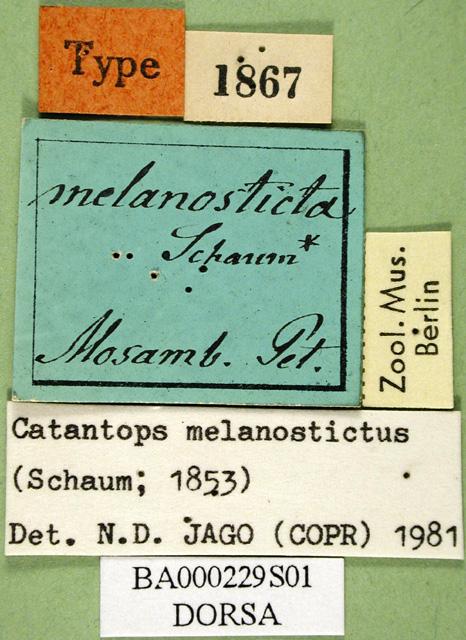 Type
1867
melanosticta
Schaum*
Mosamb. Pet.
Zool. Mus.
Berlin
Catantops melanostictus
(Schaum; 1853)
Det. N.D. JAGO (COPR) 1981
BA000229S01
DORSA